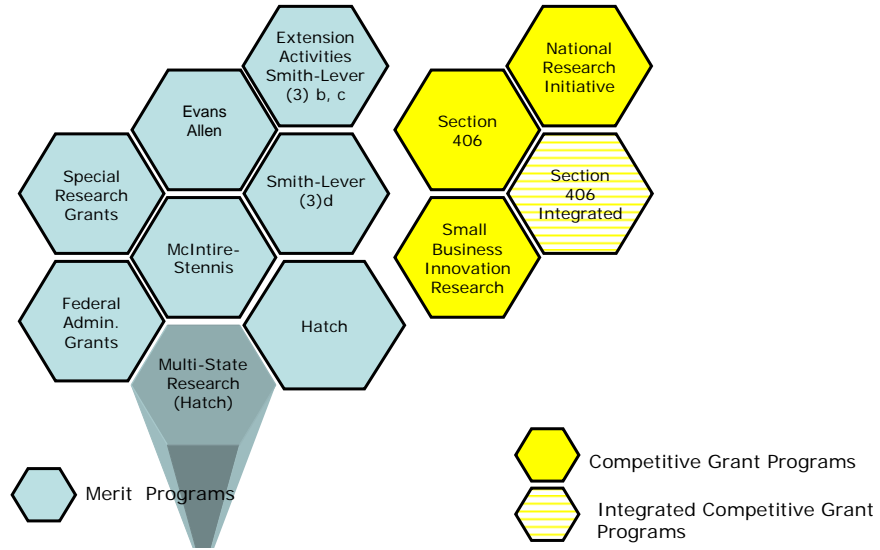 Extension
Activities
Smith-Lever
(3) b, c
Evans
Allen
Special
Research
Grants
Smith-Lever
(3)d
McIntire-
Stennis
Federal
Admin.
Grants
Hatch
Multi-State
Research
(Hatch)
Merit Programs
National
Research
Initiative
Section
406
Section
406
Integrated
Small
Business
Innovation
Research
Competitive Grant Programs
Integrated Competitive Grant
Programs